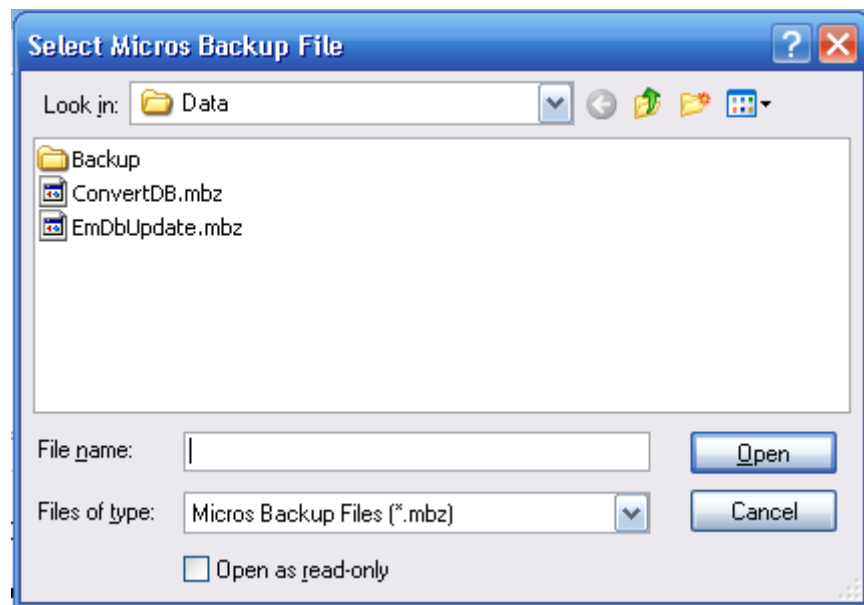 Select Micros Backup File
Look in: Data
Backup
ConvertDB.mbz
EmDbUpdate.mbz
File name:
Open
Files of type: Micros Backup Files (*.mbz)
Cancel
Open as read-only